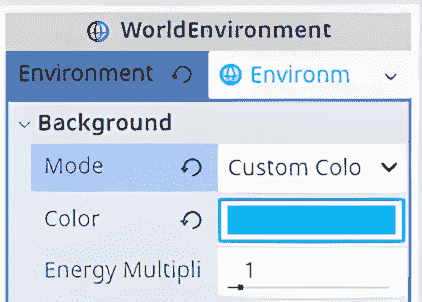 WorldEnvironment
Environment Environm
Background
Mode Custom Colo
Color
Energy Multipli 1